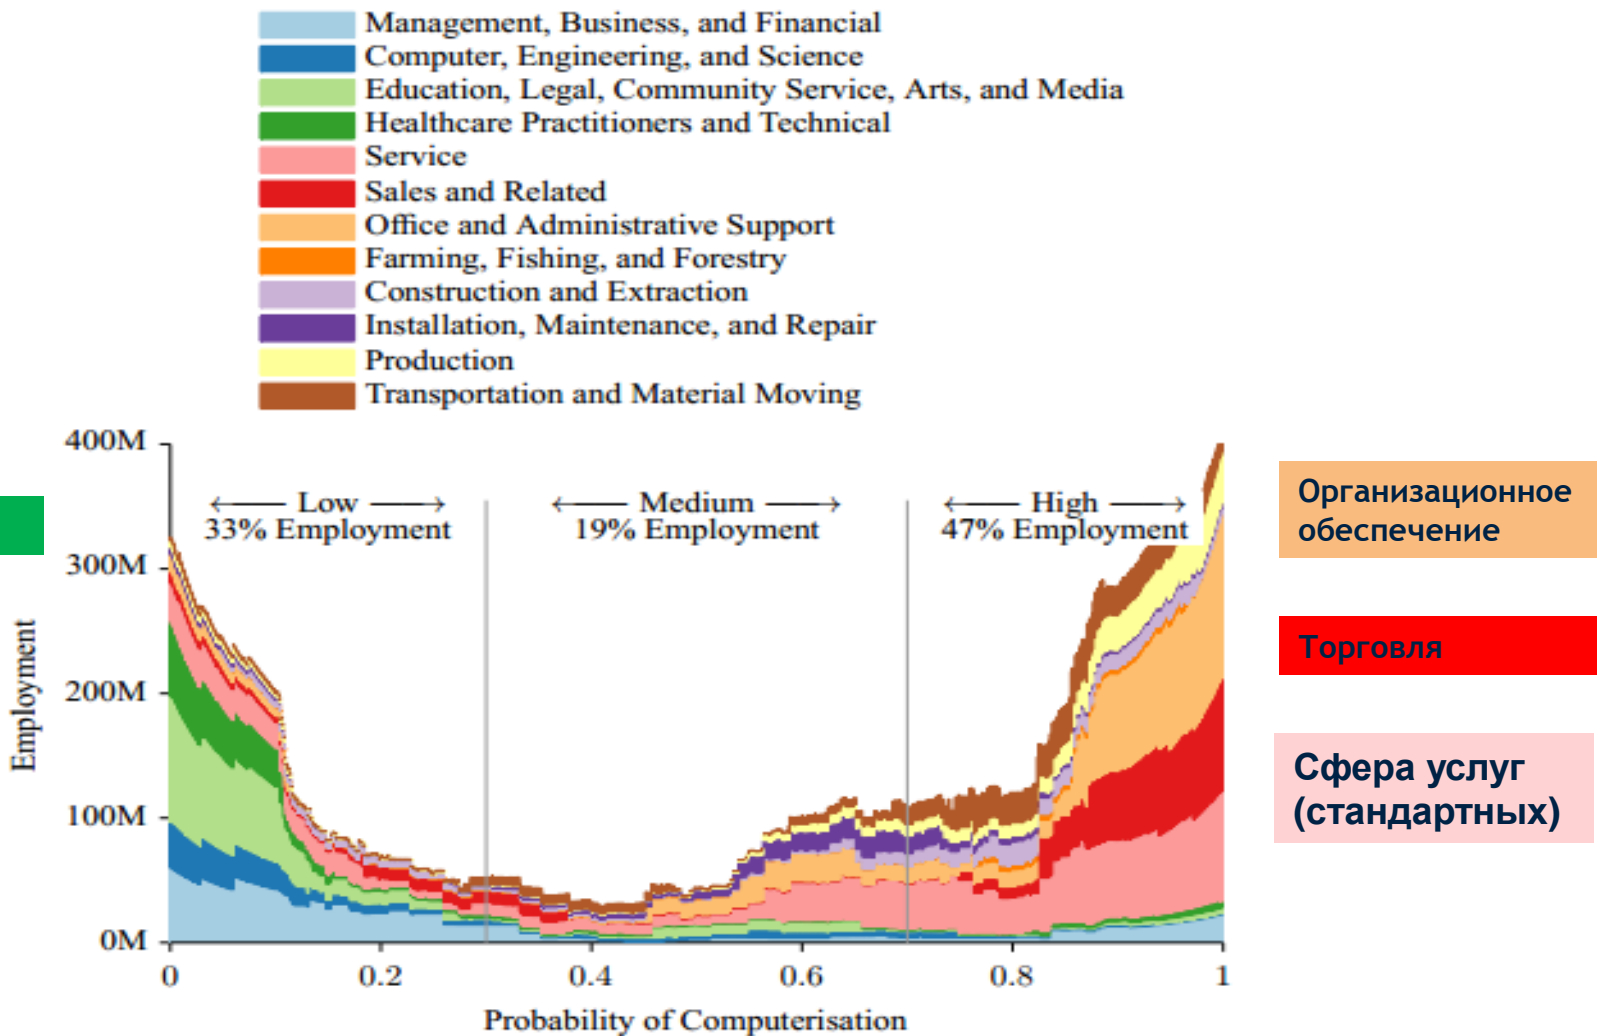 Management, Business, and Financial
Computer, Engineering, and Science
Education, Legal, Community Service, Arts, and Media
Healthcare Practitioners and Technical
Service
Sales and Related
Office and Administrative Support
Farming, Fishing, and Forestry
Construction and Extraction
Installation, Maintenance, and Repair
Production
Transportation and Material Moving
400M
300M
200M
100M
0M
Employment
←— Low —→
33% Employment
←— Medium —→
19% Employment
←— High —→
47% Employment
0
0.2
0.4
0.6
0.8
1
Probability of Computerisation
Организационное
обеспечение
Торговля
Сфера услуг
(стандартных)